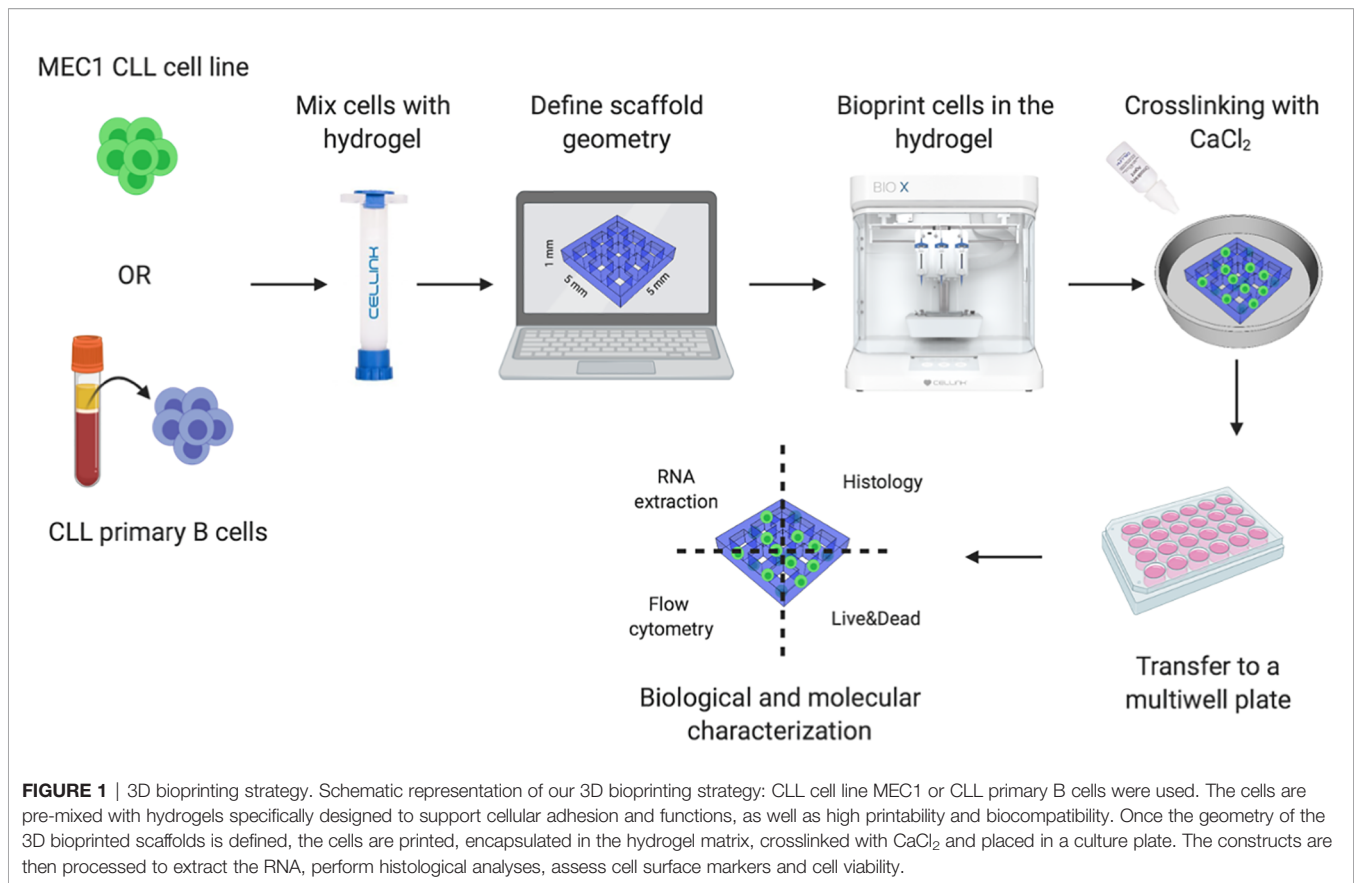 MEC1 CLL cell line
OR
CLL primary B cells
Mix cells with
hydrogel
CELLINK
Define scaffold
geometry
1 mm
5 mm
5 mm
Bioprint cells in the
hydrogel
BIO X
CELLINK
Crosslinking with
CaCl₂
Transfer to a
multiwell plate
RNA
extraction
Histology
Flow
cytometry
Live&Dead
Biological and molecular
characterization
FIGURE 1 | 3D bioprinting strategy. Schematic representation of our 3D bioprinting strategy: CLL cell line MEC1 or CLL primary B cells were used. The cells are
pre-mixed with hydrogels specifically designed to support cellular adhesion and functions, as well as high printability and biocompatibility. Once the geometry of the
3D bioprinted scaffolds is defined, the cells are printed, encapsulated in the hydrogel matrix, crosslinked with CaCl₂ and placed in a culture plate. The constructs are
then processed to extract the RNA, perform histological analyses, assess cell surface markers and cell viability.